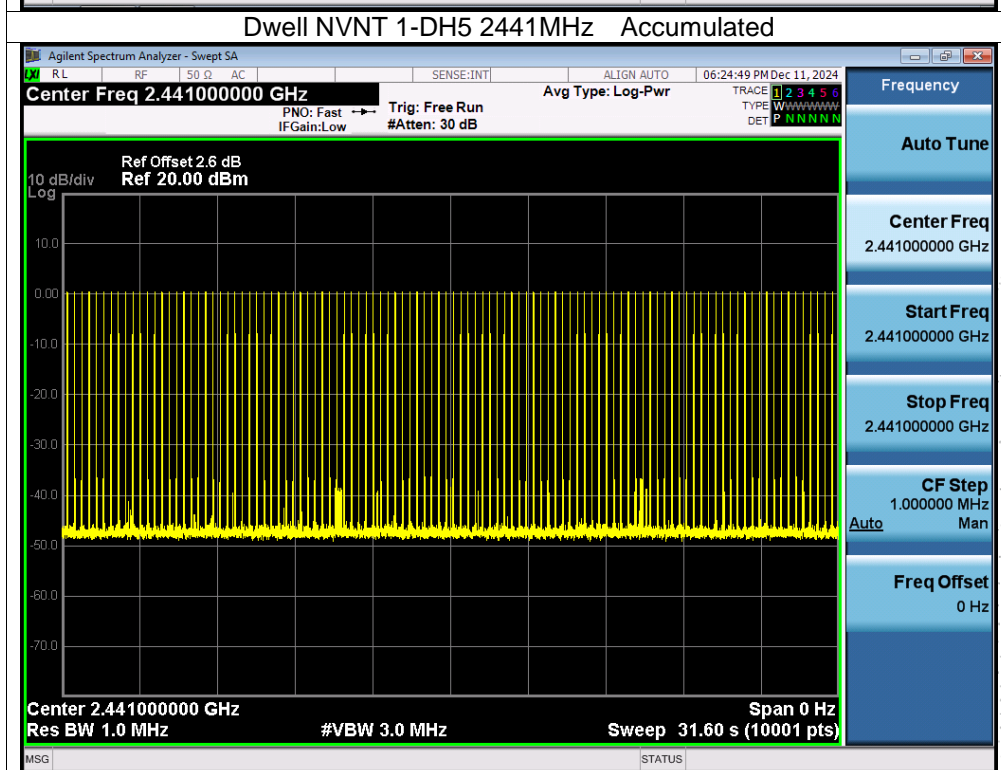 Dwell NVNT 1-DH5 2441MHz Accumulated
Agilent Spectrum Analyzer - Swept SA
LXI RL RF 50 Ω AC SENSE:INT ALIGN AUTO 06:24:49 PM Dec 11, 2024
Center Freq 2.441000000 GHz Avg Type: Log-Pwr TRACE 1 2 3 4 5 6
PNO: Fast Trig: Free Run TYPE WWWWWWW
IFGain:Low #Atten: 30 dB DET P N N N N N
Ref Offset 2.6 dB
10 dB/div Ref 20.00 dBm
Log
10.0
0.00
-10.0
-20.0
-30.0
-40.0
-50.0
-60.0
-70.0
Center 2.441000000 GHz Span 0 Hz
Res BW 1.0 MHz #VBW 3.0 MHz Sweep 31.60 s (10001 pts)
MSG STATUS
Frequency
Auto Tune
Center Freq
2.441000000 GHz
Start Freq
2.441000000 GHz
Stop Freq
2.441000000 GHz
CF Step
1.000000 MHz
Auto Man
Freq Offset
0 Hz